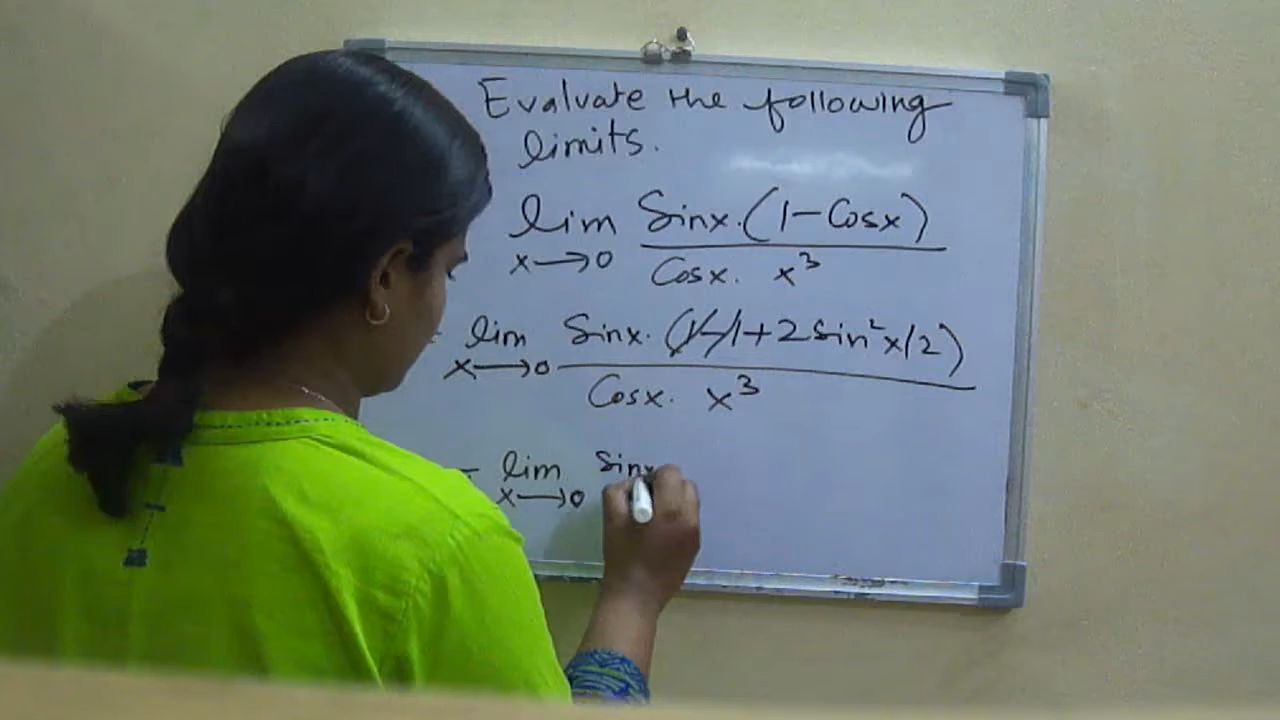 Evaluate the following
limits.
lim Sinx.(1-Cosx)
x→0 Cosx. x³
lim Sinx. (1-1+2sin²x/2)
x→0 Cosx. x³
= lim sinx
x→0